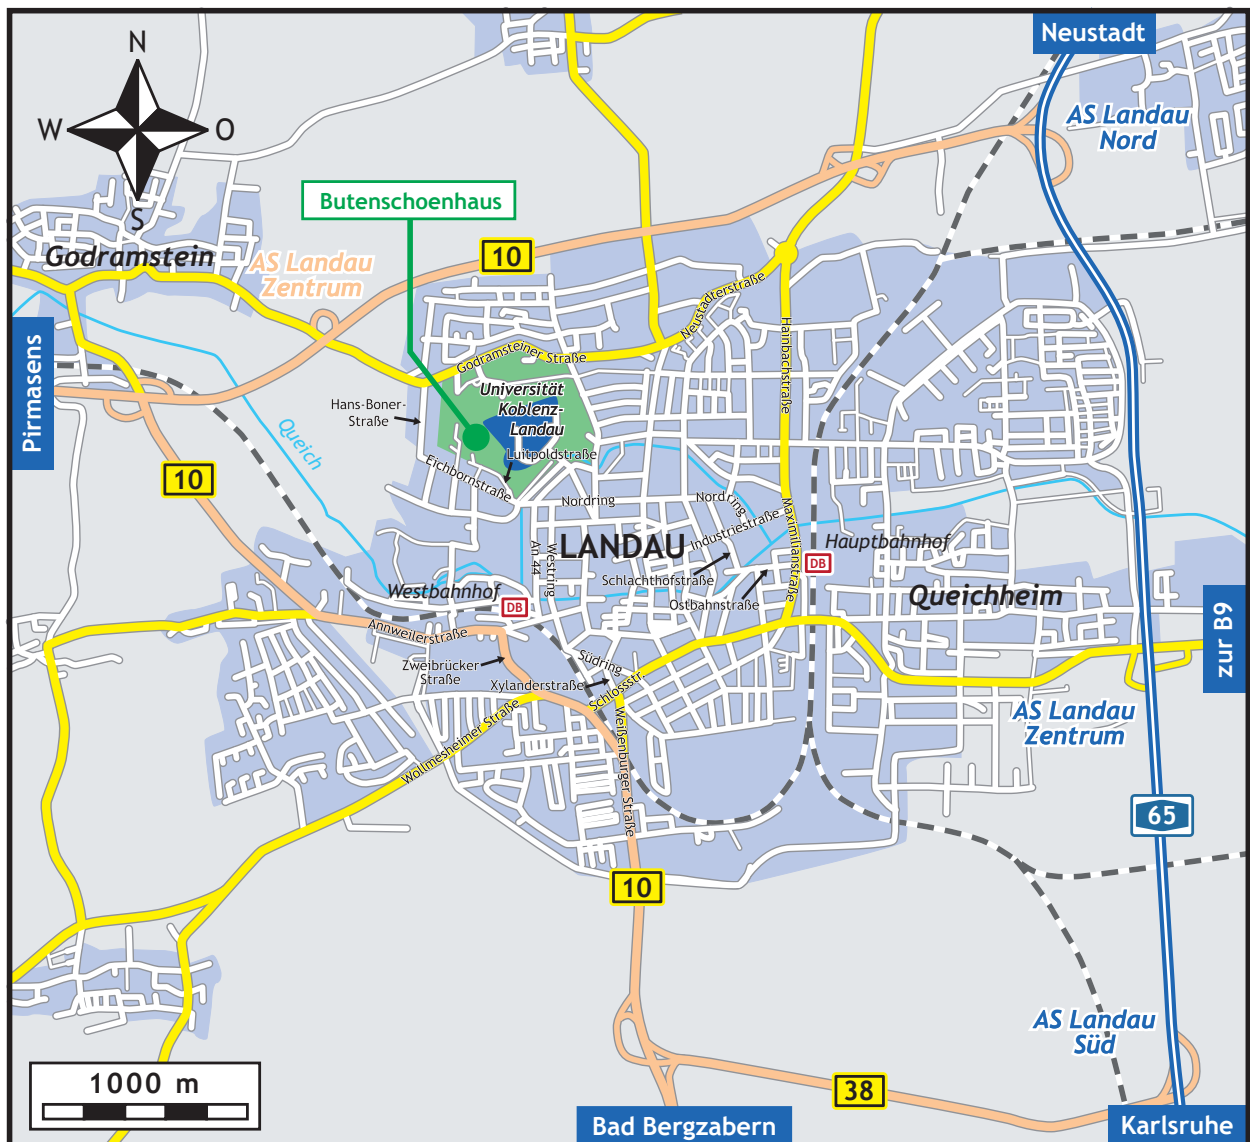 Neustadt
N
W
O
S
AS Landau
Nord
Butenschoenhaus
Godramstein
AS Landau
Zentrum
10
Pirmasens
Neustadterstraße
Hainbachstraße
Godramsteiner Straße
Universität
Koblenz-
Landau
Hans-Boner-
Straße
Queich
Luitpoldstraße
Eichbornstraße
10
Nordring
Nordring
Industriestraße
Maximilianstraße
LANDAU
Hauptbahnhof
DB
An 44
Westring
Schlachthofstraße
Ostbahnstraße
Westbahnhof
DB
Queichheim
zur B9
Annweilerstraße
Zweibrücker
Straße
Südring
Xylanderstraße
Schlossstr.
Weißenburger Straße
Wollmesheimer Straße
AS Landau
Zentrum
65
10
AS Landau
Süd
1000 m
38
Bad Bergzabern
Karlsruhe